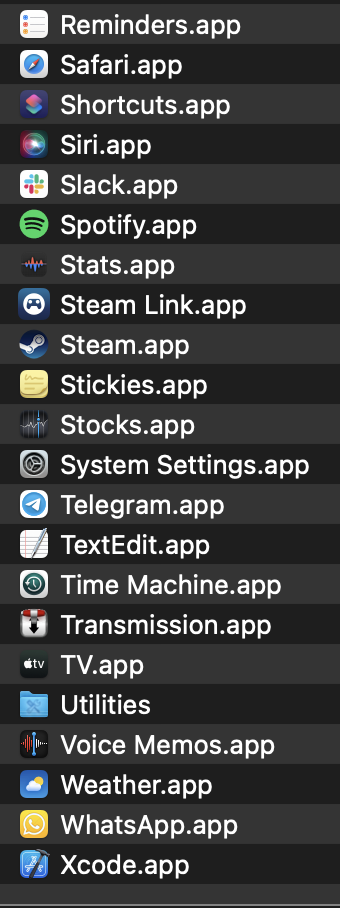 Reminders.app
Safari.app
Shortcuts.app
Siri.app
Slack.app
Spotify.app
Stats.app
Steam Link.app
Steam.app
Stickies.app
Stocks.app
System Settings.app
Telegram.app
TextEdit.app
Time Machine.app
Transmission.app
tv TV.app
Utilities
Voice Memos.app
Weather.app
WhatsApp.app
Xcode.app